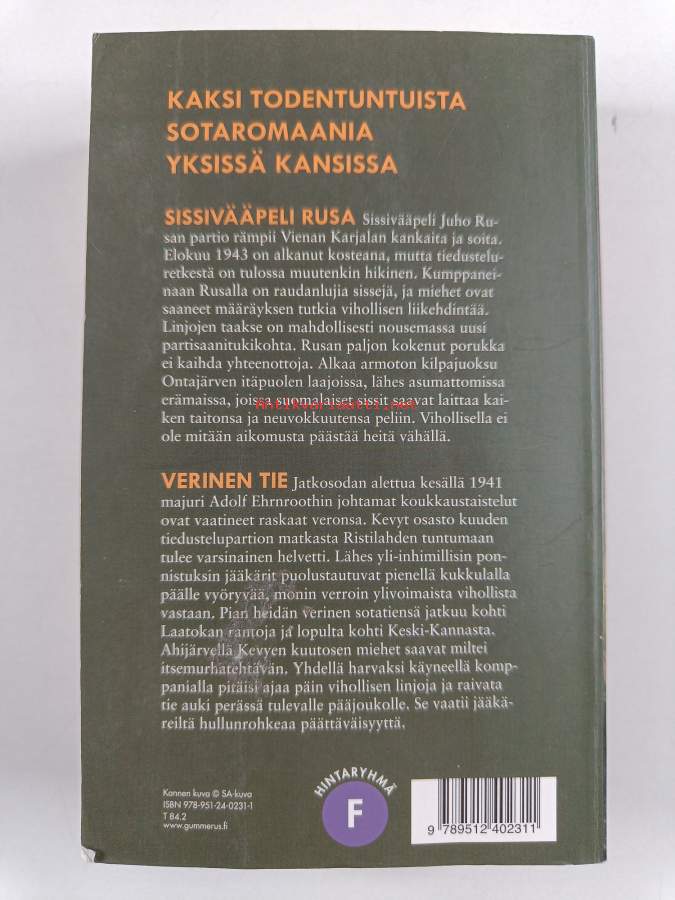 KAKSI TODENTUNTUISTA
SOTAROMAANIA
YKSISSÄ KANSISSA
SISSIVÄÄPELI RUSA Sissivääpeli Juho Ru-
san partio rämpii Vienan Karjalan kankaita ja soita.
Elokuu 1943 on alkanut kosteana, mutta tiedustelu-
retkestä on tulossa muutenkin hikinen. Kumppanei-
naan Rusalla on raudanlujia sissejä, ja miehet ovat
saaneet määräyksen tutkia vihollisen liikehdintää.
Linjojen taakse on mahdollisesti nousemassa uusi
partisaanitukikohta. Rusan paljon kokenut porukka
ei kaihda yhteenottoja. Alkaa armoton kilpajuoksu
Ontajärven itäpuolen laajoissa, lähes asumattomissa
erämaissa, joissa suomalaiset sissit saavat laittaa kai-
ken taitonsa ja neuvokkuutensa peliin. Vihollisella ei
ole mitään aikomusta päästää heitä vähällä.
antikvariaatti.net
VERINEN TIE Jatkosodan alettua kesällä 1941
majuri Adolf Ehrnroothin johtamat koukkaustaistelut
ovat vaatineet raskaat veronsa. Kevyt osasto kuuden
tiedustelupartion matkasta Ristilahden tuntumaan
tulee varsinainen helvetti. Lähes yli-inhimillisin pon-
nistuksin jääkärit puolustautuvat pienellä kukkulalla
päälle vyöryvää, monin verroin ylivoimaista vihollista
vastaan. Pian heidän verinen sotatiensä jatkuu kohti
Laatokan rantoja ja lopulta kohti Keski-Kannasta.
Ahijärvellä Kevyen kuutosen miehet saavat miltei
itsemurhatehtävän. Yhdellä harvaksi käyneellä komp-
panialla pitäisi ajaa päin vihollisen linjoja ja raivata
tie auki perässä tulevalle pääjoukolle. Se vaatii jääkä-
reiltä hullunrohkeaa päättäväisyyttä.
Kannen kuva © SA-kuva
ISBN 978-951-24-0231-1
T 84.2
www.gummerus.fi
HINTARYHMÄ
F
9 789512 402311